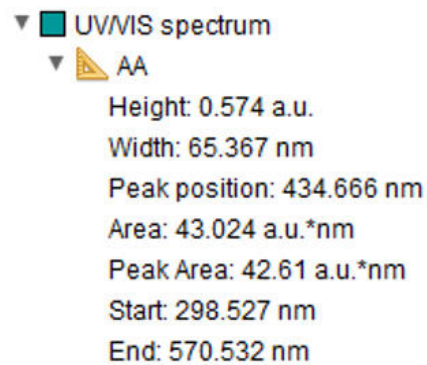 UV/VIS spectrum
AA
Height: 0.574 a.u.
Width: 65.367 nm
Peak position: 434.666 nm
Area: 43.024 a.u.*nm
Peak Area: 42.61 a.u.*nm
Start: 298.527 nm
End: 570.532 nm